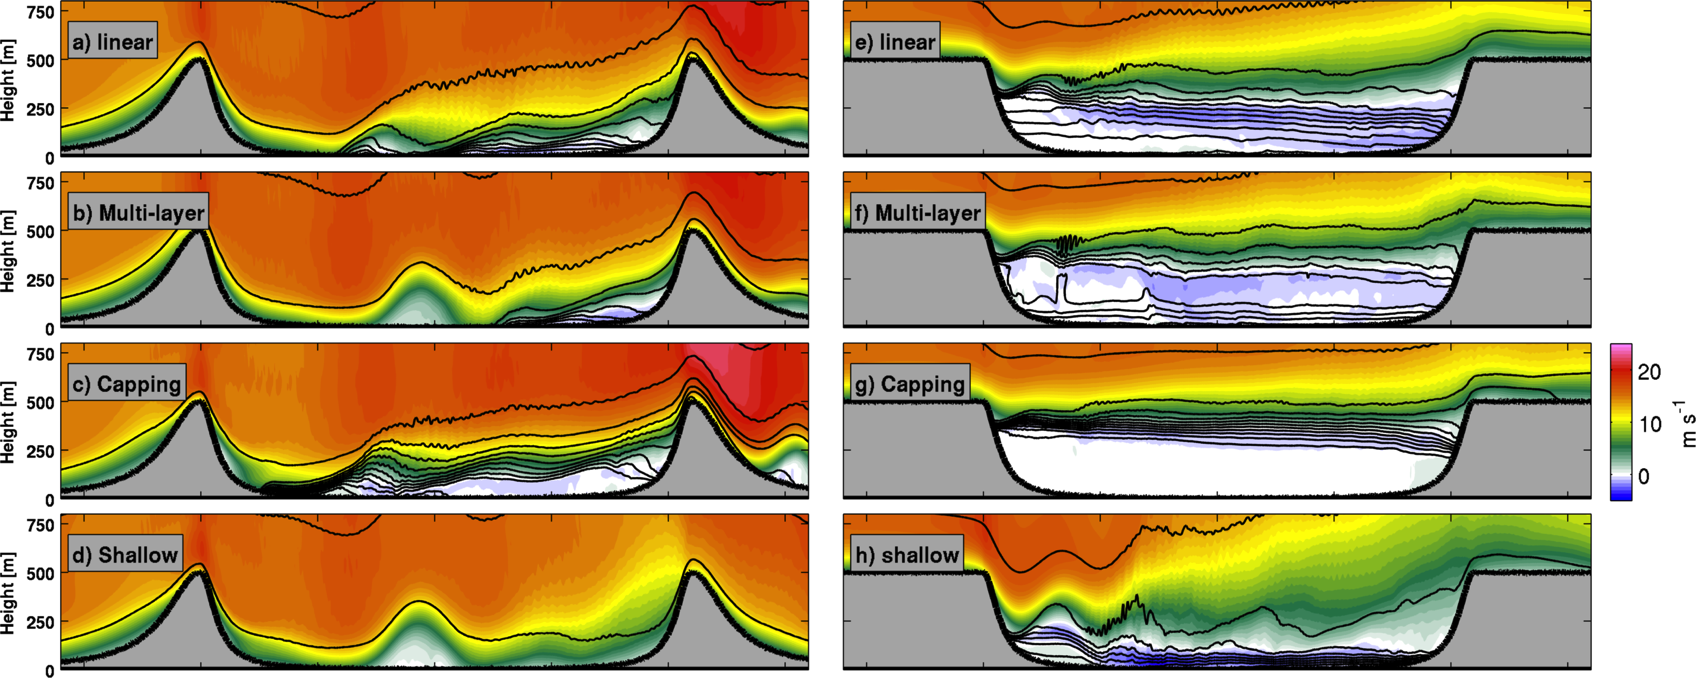 750
a) linear
500
Height [m]
250
0
e) linear
750
b) Multi-layer
500
Height [m]
250
0
f) Multi-layer
750
c) Capping
500
Height [m]
250
0
g) Capping
750
d) Shallow
500
Height [m]
250
0
h) shallow
20
10
0
m s⁻¹